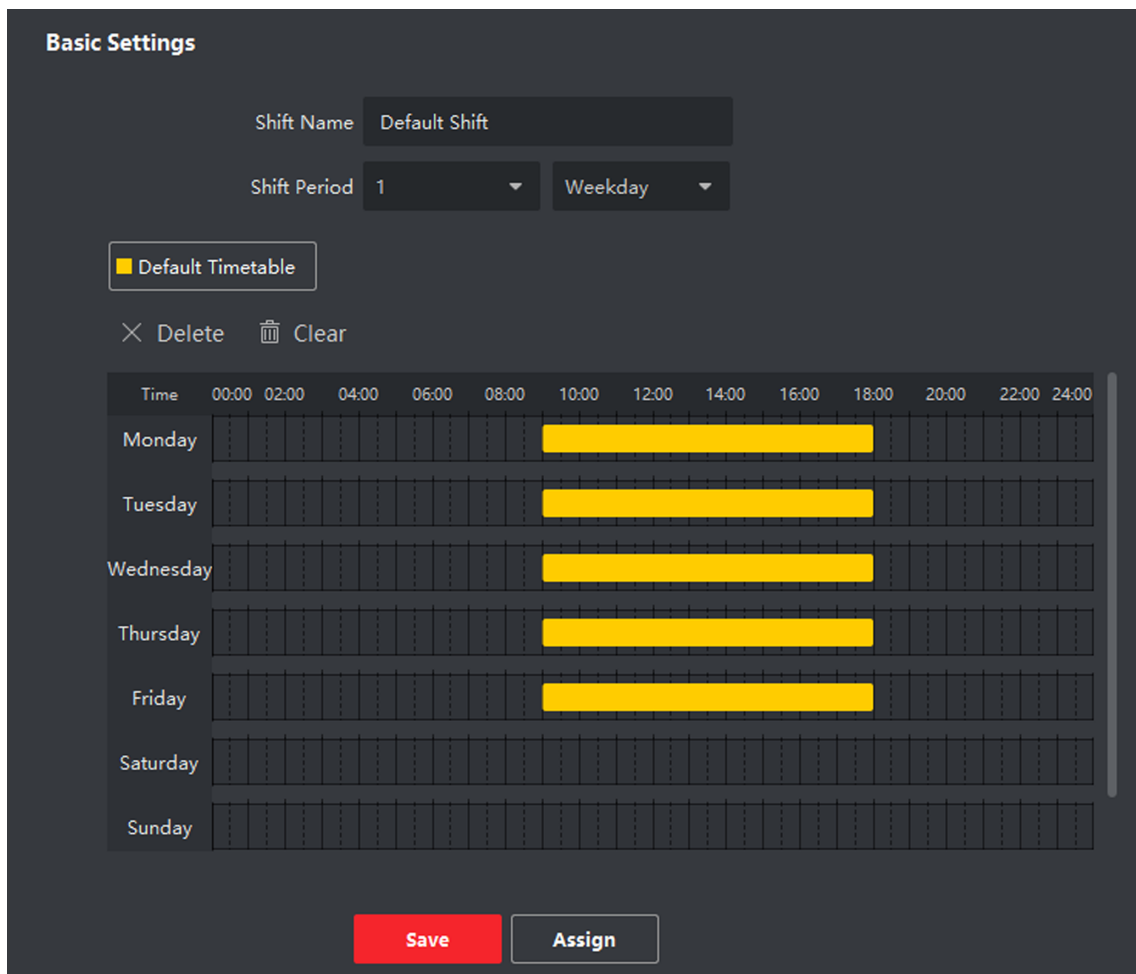 Basic Settings
Shift Name Default Shift
Shift Period 1 Weekday
Default Timetable
Delete Clear
Time 00:00 02:00 04:00 06:00 08:00 10:00 12:00 14:00 16:00 18:00 20:00 22:00 24:00
Monday
Tuesday
Wednesday
Thursday
Friday
Saturday
Sunday
Save Assign